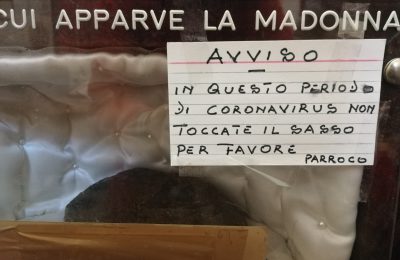 CUI APPARVE LA MADONNA
AVVISO
IN QUESTO PERIODO
DI CORONAVIRUS NON
TOCCATE IL SASSO
PER FAVORE
PARROCO